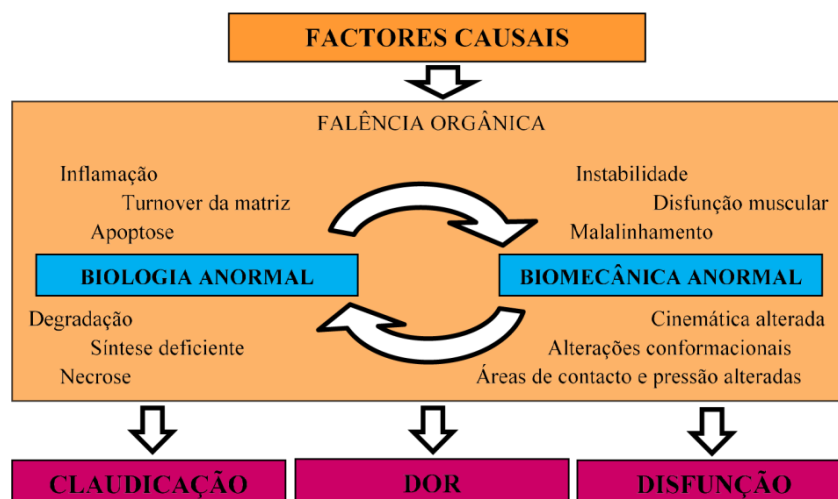 FACTORES CAUSAIS
FALÊNCIA ORGÂNICA
Inflamação
Turnover da matriz
Apoptose
BIOLOGIA ANORMAL
Degradação
Síntese deficiente
Necrose
Instabilidade
Disfunção muscular
Malalinhamento
BIOMECÂNICA ANORMAL
Cinemática alterada
Alterações conformacionais
Áreas de contacto e pressão alteradas
CLAUDICAÇÃO
DOR
DISFUNÇÃO